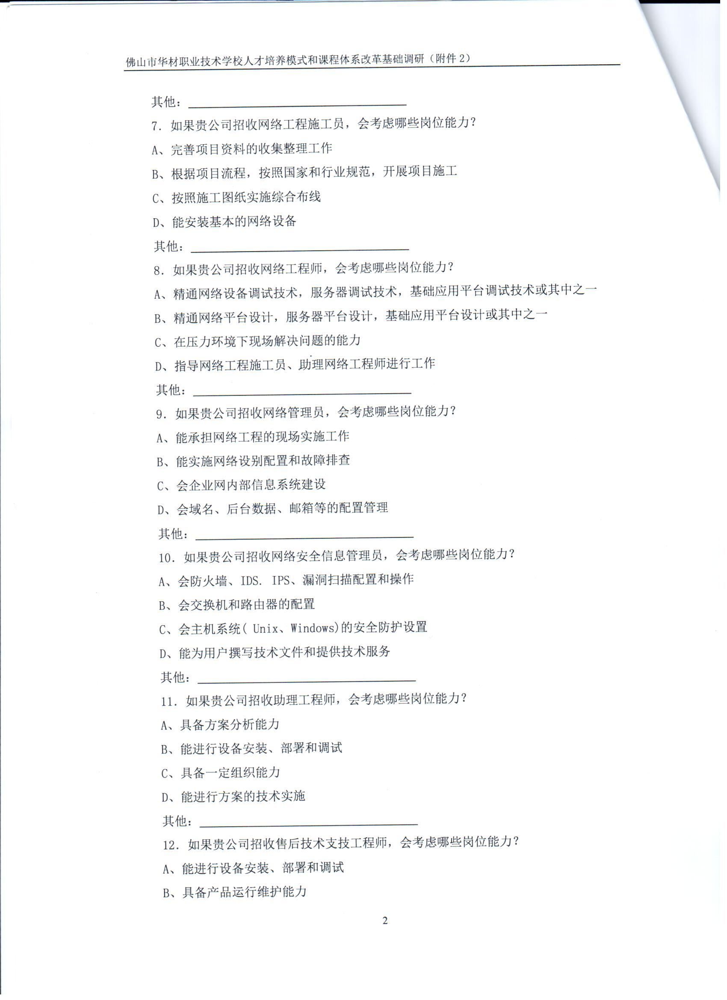 佛山市华材职业技术学校人才培养模式和课程体系改革基础调研（附件2）
其他：
7. 如果贵公司招收网络工程施工员，会考虑哪些岗位能力？
A、完善项目资料的收集整理工作
B、根据项目流程，按照国家和行业规范，开展项目施工
C、按照施工图纸实施综合布线
D、能安装基本的网络设备
其他：
8. 如果贵公司招收网络工程师，会考虑哪些岗位能力？
A、精通网络设备调试技术，服务器调试技术，基础应用平台调试技术或其中之一
B、精通网络平台设计，服务器平台设计，基础应用平台设计或其中之一
C、在压力环境下现场解决问题的能力
D、指导网络工程施工员、助理网络工程师进行工作
其他：
9. 如果贵公司招收网络管理员，会考虑哪些岗位能力？
A、能承担网络工程的现场实施工作
B、能实施网络设别配置和故障排查
C、会企业网内部信息系统建设
D、会域名、后台数据、邮箱等的配置管理
其他：
10. 如果贵公司招收网络安全信息管理员，会考虑哪些岗位能力？
A、会防火墙、IDS. IPS、漏洞扫描配置和操作
B、会交换机和路由器的配置
C、会主机系统( Unix、Windows)的安全防护设置
D、能为用户撰写技术文件和提供技术服务
其他：
11. 如果贵公司招收助理工程师，会考虑哪些岗位能力？
A、具备方案分析能力
B、能进行设备安装、部署和调试
C、具备一定组织能力
D、能进行方案的技术实施
其他：
12. 如果贵公司招收售后技术支技工程师，会考虑哪些岗位能力？
A、能进行设备安装、部署和调试
B、具备产品运行维护能力
2